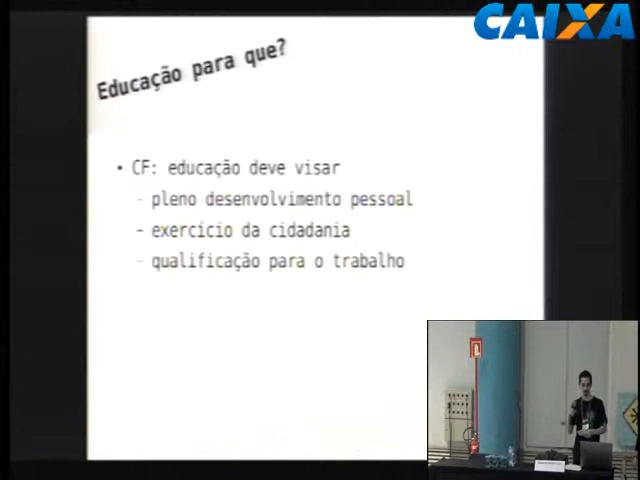 CAIXA
Educação para que?
• CF: educação deve visar
- pleno desenvolvimento pessoal
- exercício da cidadania
- qualificação para o trabalho